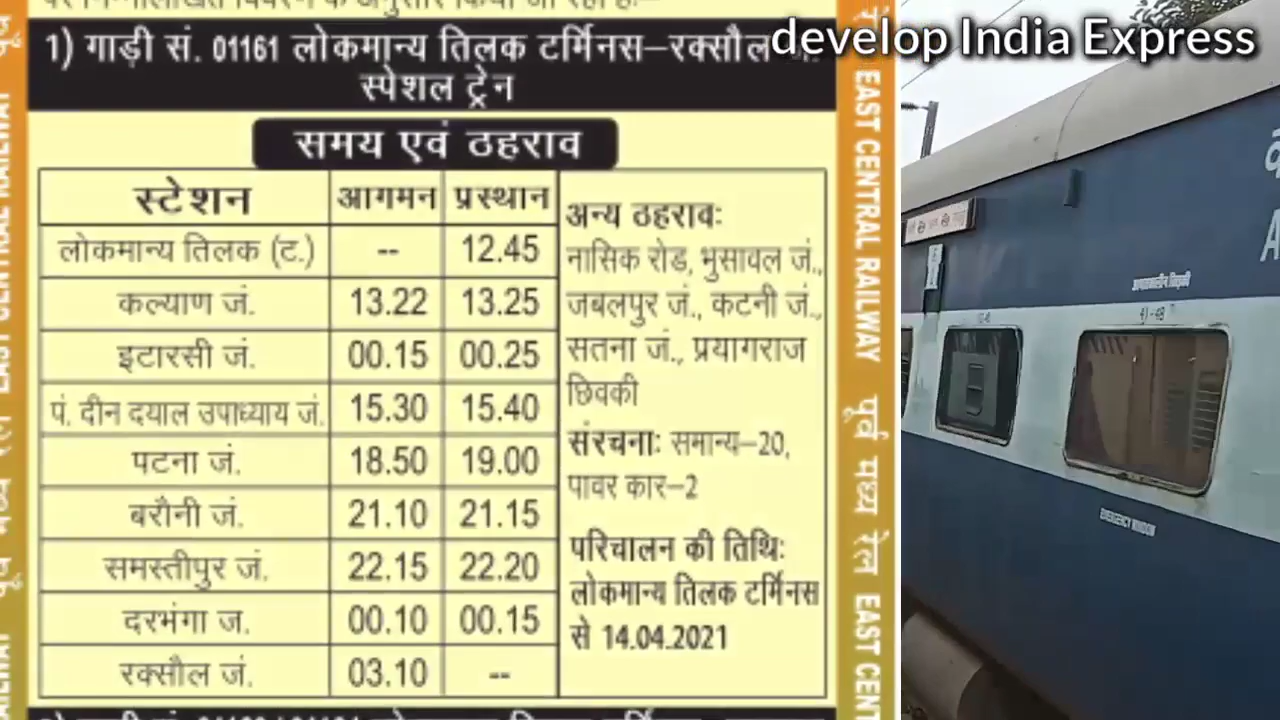 develop India Express
1) गाड़ी सं. 01161 लोकमान्य तिलक टर्मिनस–रक्सौल
स्पेशल ट्रेन
समय एवं ठहराव
स्टेशन आगमन प्रस्थान
लोकमान्य तिलक (ट.) -- 12.45
कल्याण जं. 13.22 13.25
इटारसी जं. 00.15 00.25
पं. दीन दयाल उपाध्याय जं. 15.30 15.40
पटना जं. 18.50 19.00
बरौनी जं. 21.10 21.15
समस्तीपुर जं. 22.15 22.20
दरभंगा जं. 00.10 00.15
रक्सौल जं. 03.10 --
अन्य ठहरावः
नासिक रोड, भुसावल जं.,
जबलपुर जं., कटनी जं.,
सतना जं., प्रयागराज
छिवकी
संरचनाः समान्य–20,
पावर कार–2
परिचालन की तिथिः
लोकमान्य तिलक टर्मिनस
से 14.04.2021
EAST CENTRAL RAILWAY पूर्व मध्य रेल EAST CENT
41-48
EMERGENCY WINDOW